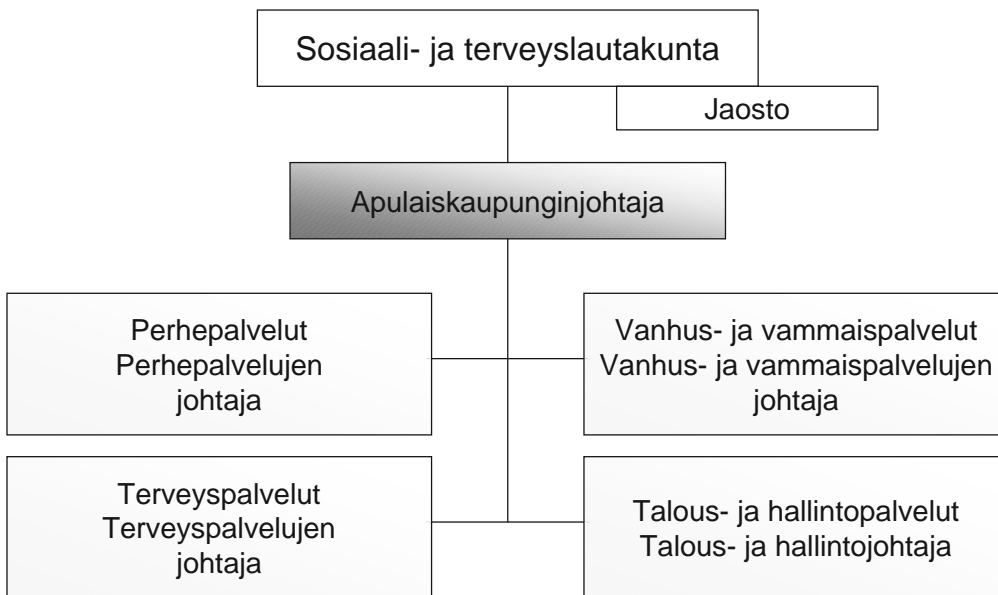 Sosiaali- ja terveyslautakunta
Jaosto
Apulaiskaupunginjohtaja
Perhepalvelut
Perhepalvelujen
johtaja
Vanhus- ja vammaispalvelut
Vanhus- ja vammaispalvelujen
johtaja
Terveyspalvelut
Terveyspalvelujen
johtaja
Talous- ja hallintopalvelut
Talous- ja hallintojohtaja